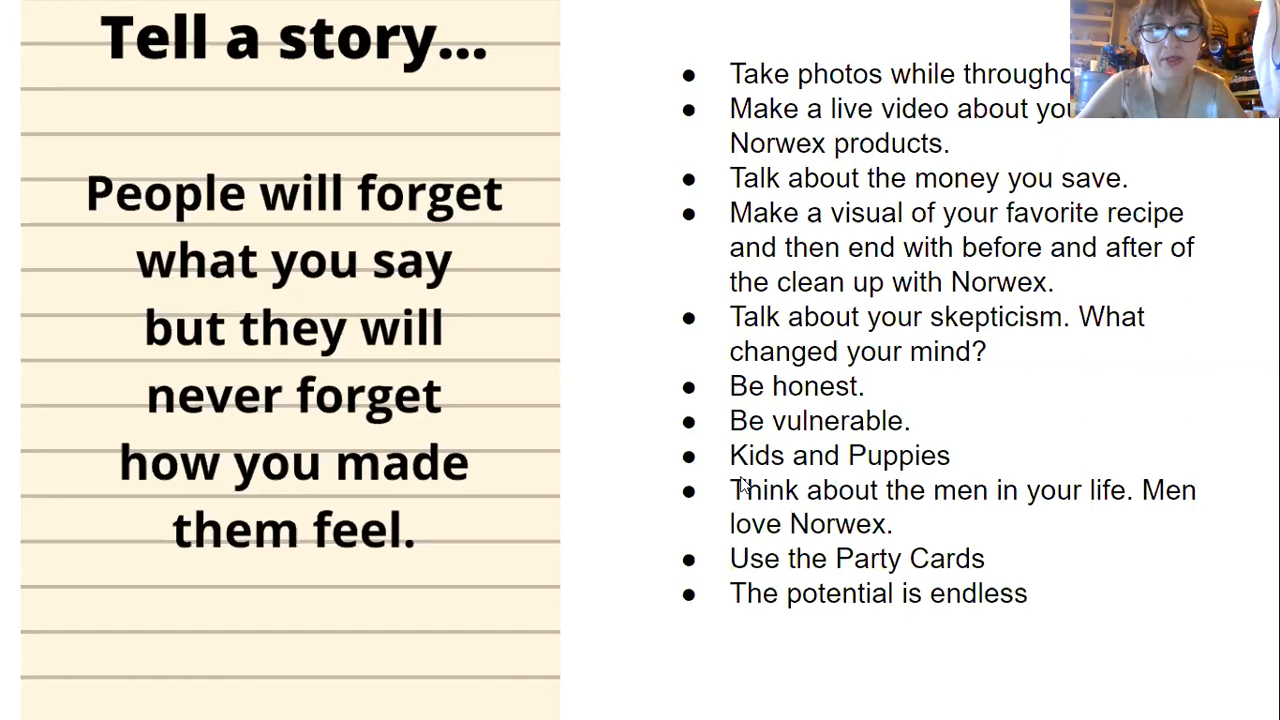 Tell a story...
People will forget
what you say
but they will
never forget
how you made
them feel.
● Take photos while
● Make a live video about
Norwex products.
● Talk about the money you save.
● Make a visual of your favorite recipe
and then end with before and after of
the clean up with Norwex.
● Talk about your skepticism. What
changed your mind?
● Be honest.
● Be vulnerable.
● Kids and Puppies
● Think about the men in your life. Men
love Norwex.
● Use the Party Cards
● The potential is endless